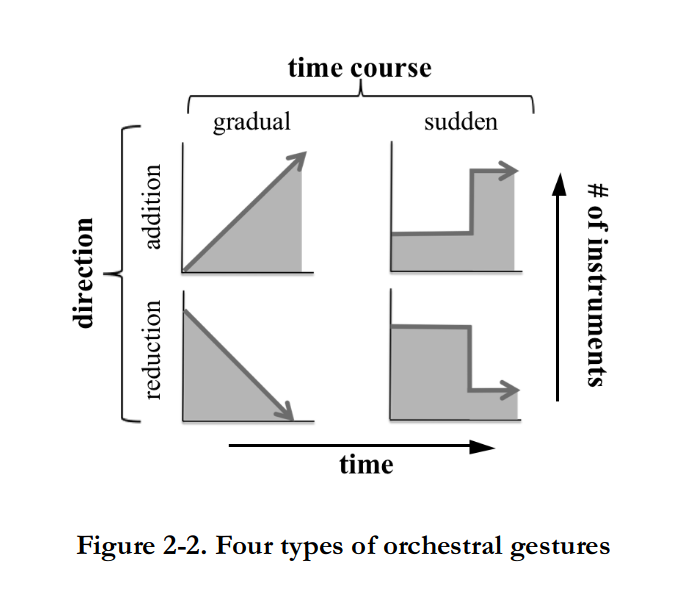 time course
gradual
sudden
direction
addition
reduction
# of instruments
time
Figure 2-2. Four types of orchestral gestures